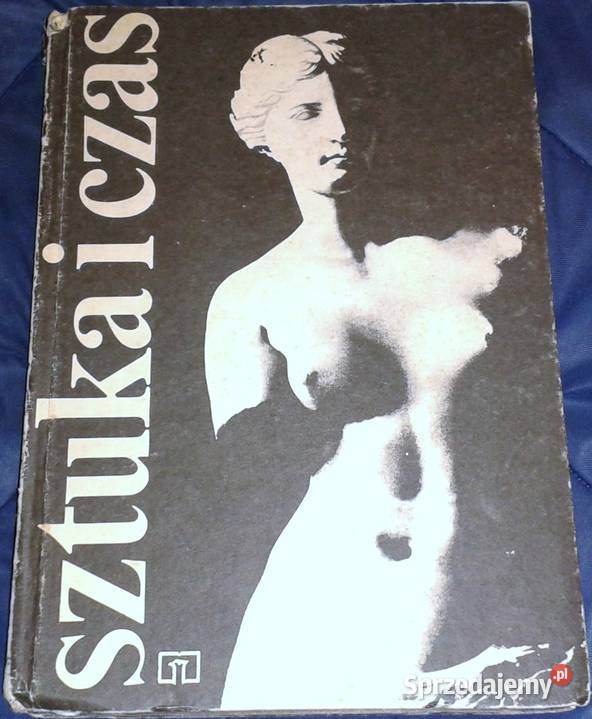 sztuka i czas
Sprzedajemy.pl